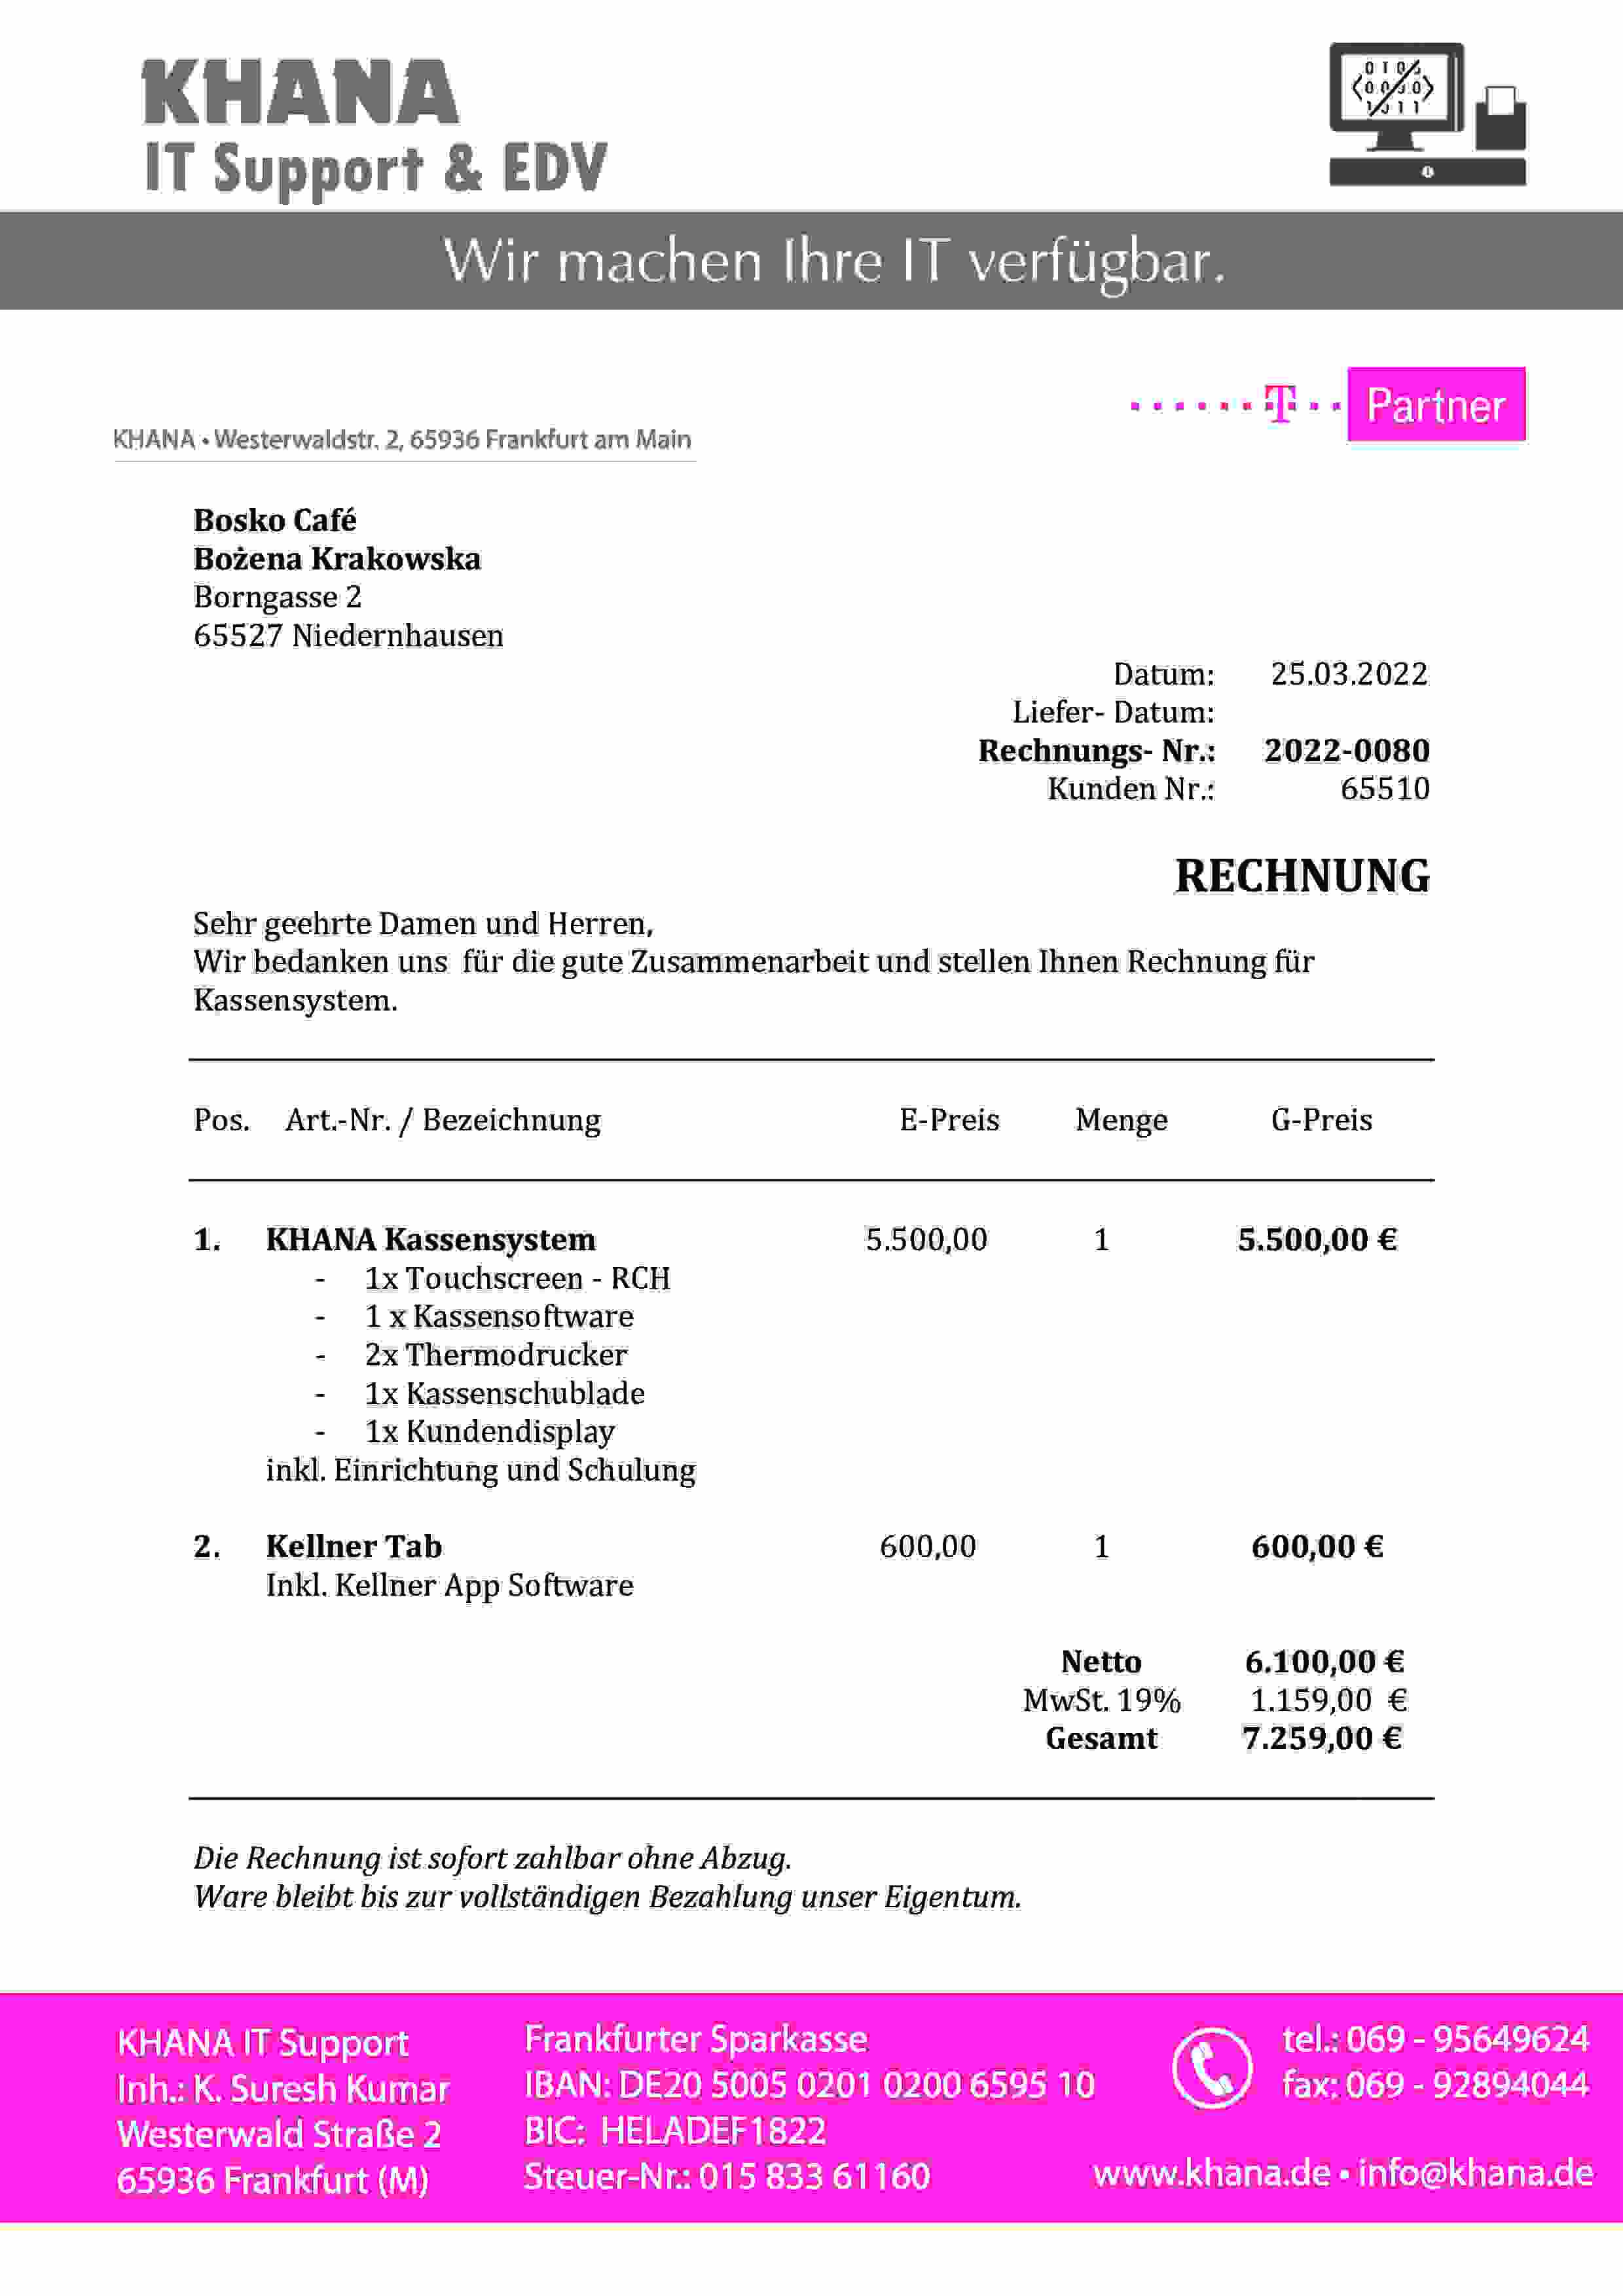 KHANA
IT Support & EDV
Wir machen Ihre IT verfügbar.
T Partner
KHANA • Westerwaldstr. 2, 65936 Frankfurt am Main
Bosko Café
Bożena Krakowska
Borngasse 2
65527 Niedernhausen
Datum: 25.03.2022
Liefer- Datum:
Rechnungs- Nr.: 2022-0080
Kunden Nr.: 65510
RECHNUNG
Sehr geehrte Damen und Herren,
Wir bedanken uns für die gute Zusammenarbeit und stellen Ihnen Rechnung für
Kassensystem.
Pos. Art.-Nr. / Bezeichnung E-Preis Menge G-Preis
1. KHANA Kassensystem 5.500,00 1 5.500,00 €
- 1x Touchscreen - RCH
- 1 x Kassensoftware
- 2x Thermodrucker
- 1x Kassenschublade
- 1x Kundendisplay
inkl. Einrichtung und Schulung
2. Kellner Tab 600,00 1 600,00 €
Inkl. Kellner App Software
Netto 6.100,00 €
MwSt. 19% 1.159,00 €
Gesamt 7.259,00 €
Die Rechnung ist sofort zahlbar ohne Abzug.
Ware bleibt bis zur vollständigen Bezahlung unser Eigentum.
KHANA IT Support
Inh.: K. Suresh Kumar
Westerwald Straße 2
65936 Frankfurt (M)
Frankfurter Sparkasse
IBAN: DE20 5005 0201 0200 6595 10
BIC: HELADEF1822
Steuer-Nr.: 015 833 61160
tel.: 069 - 95649624
fax: 069 - 92894044
www.khana.de • info@khana.de